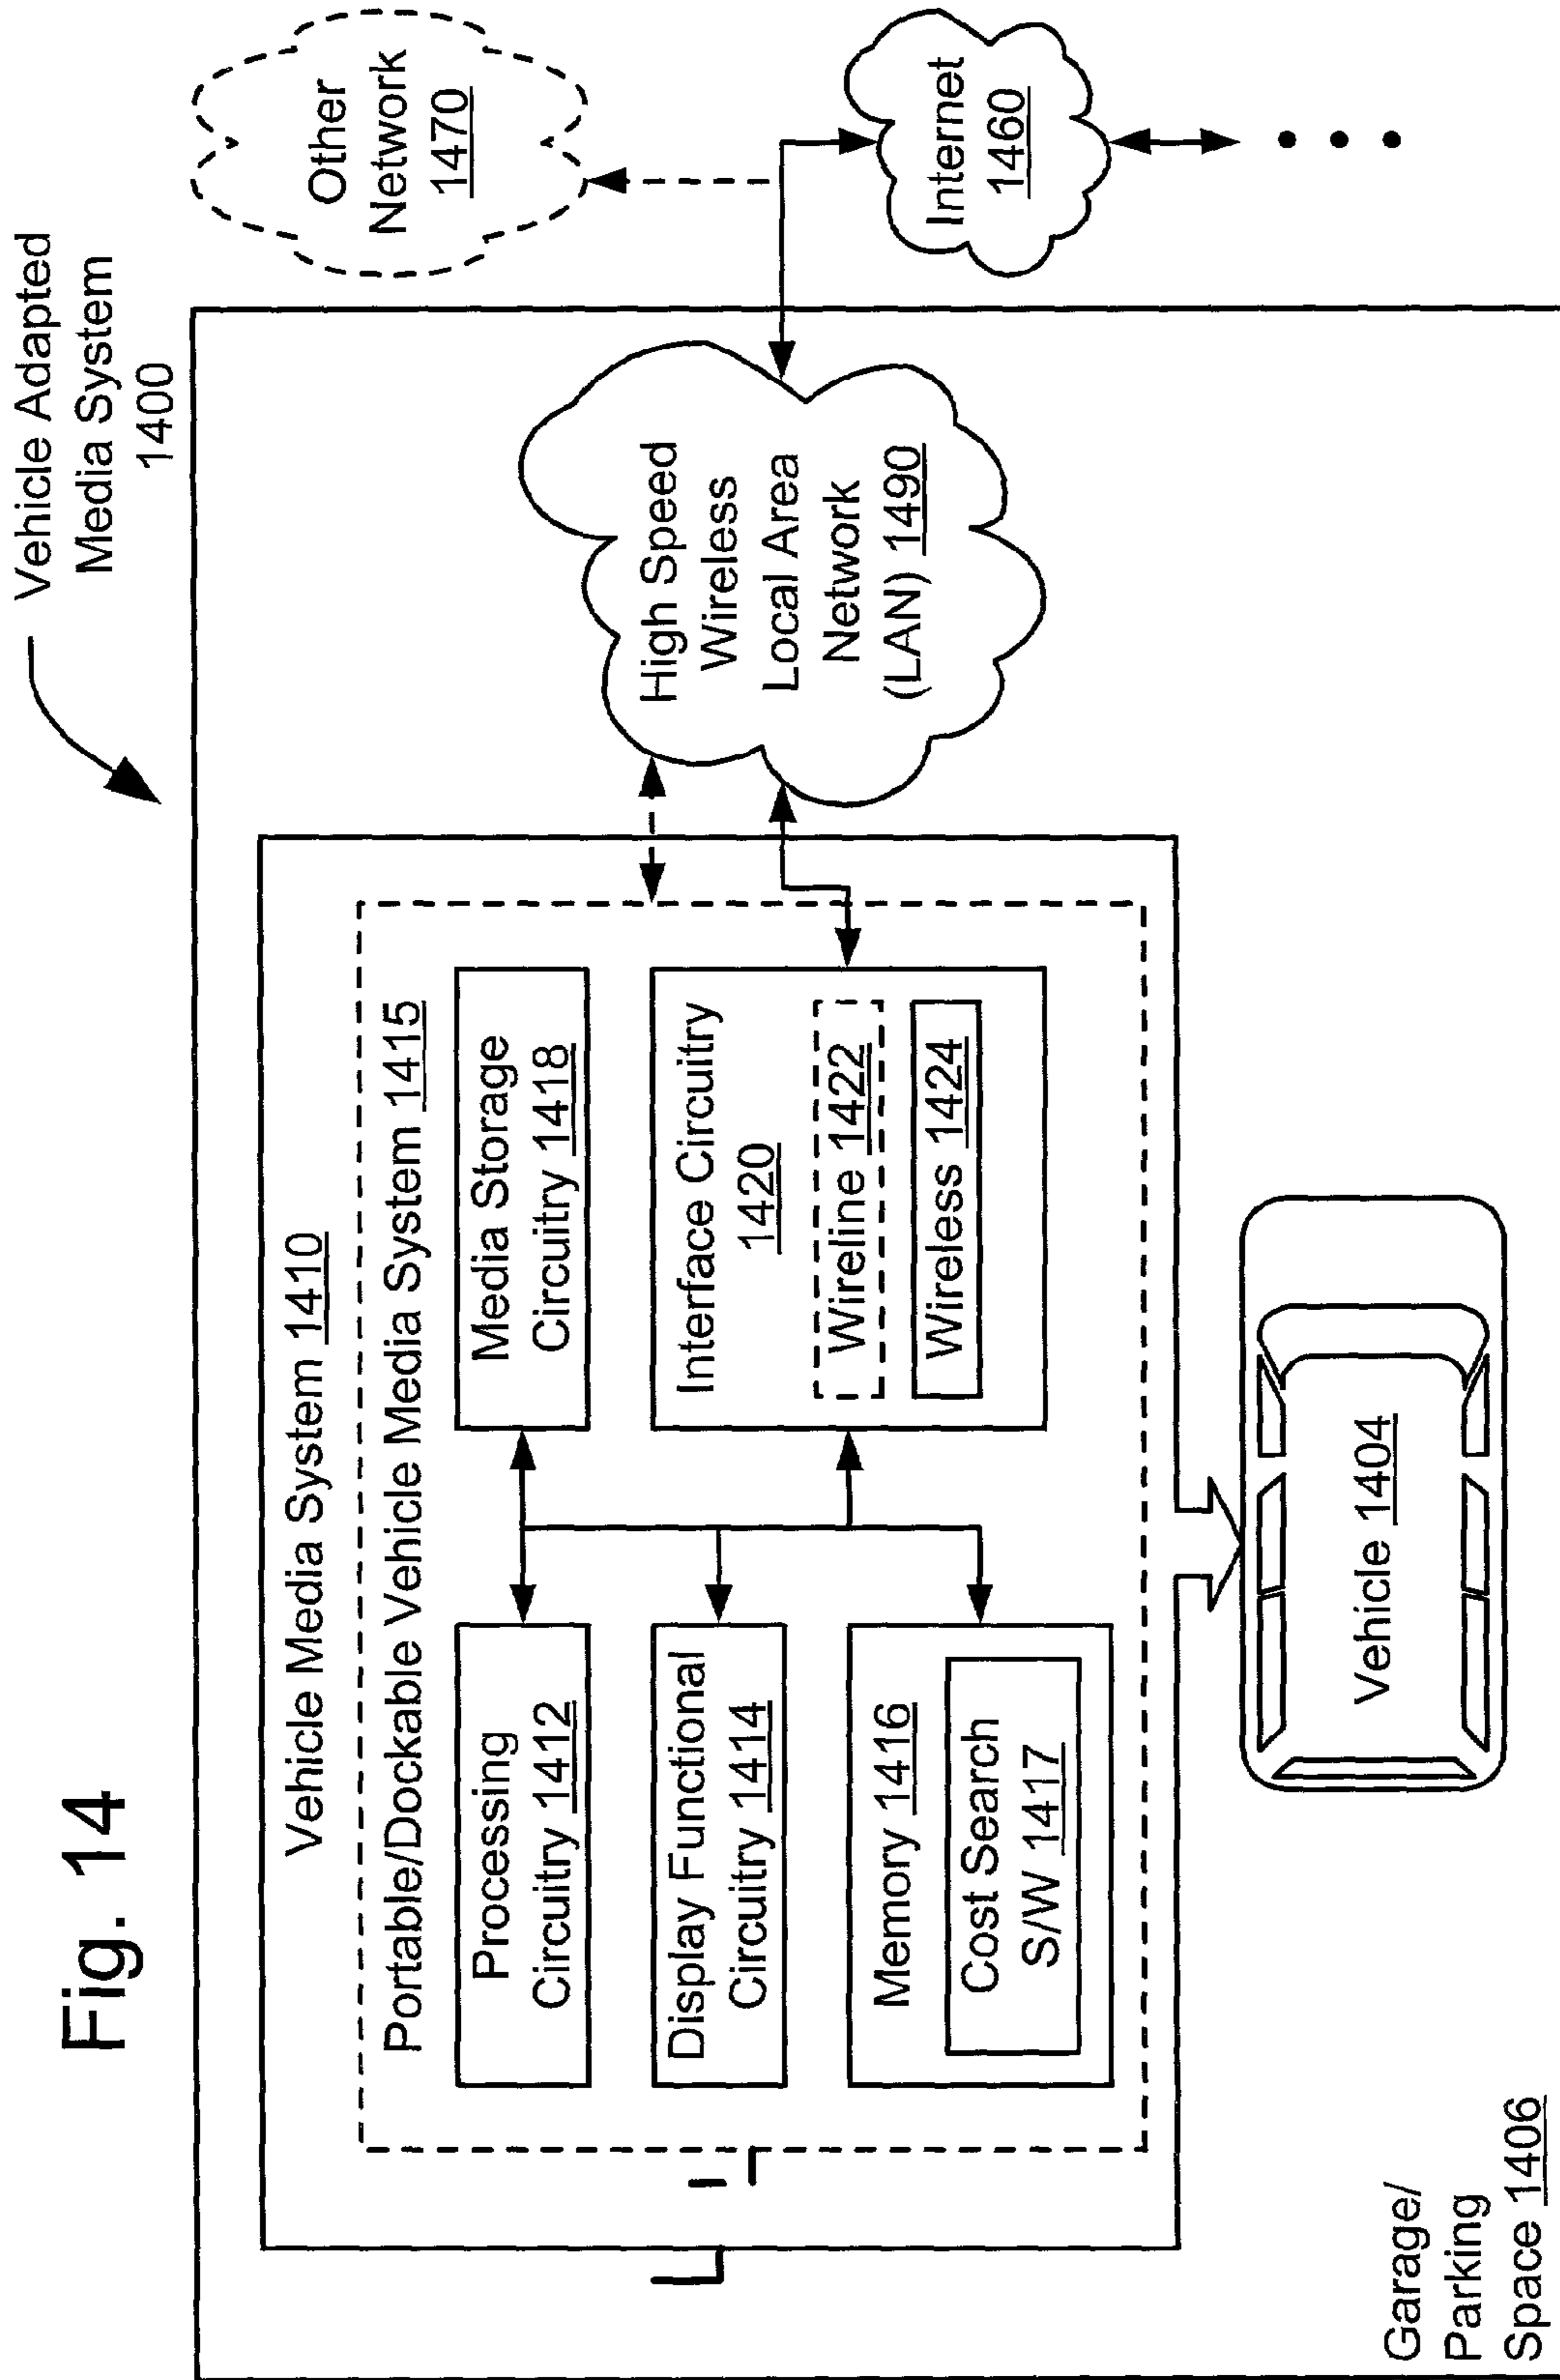 Fig. 14
Vehicle Adapted
Media System
1400
Vehicle Media System 1410
Portable/Dockable Vehicle Media System 1415
Processing
Circuitry 1412
Display Functional
Circuitry 1414
Memory 1416
Cost Search
S/W 1417
Media Storage
Circuitry 1418
Interface Circuitry
1420
Wireline 1422
Wireless 1424
High Speed
Wireless
Local Area
Network
(LAN) 1490
Other
Network
1470
Internet
1460
Vehicle 1404
Garage/
Parking
Space 1406